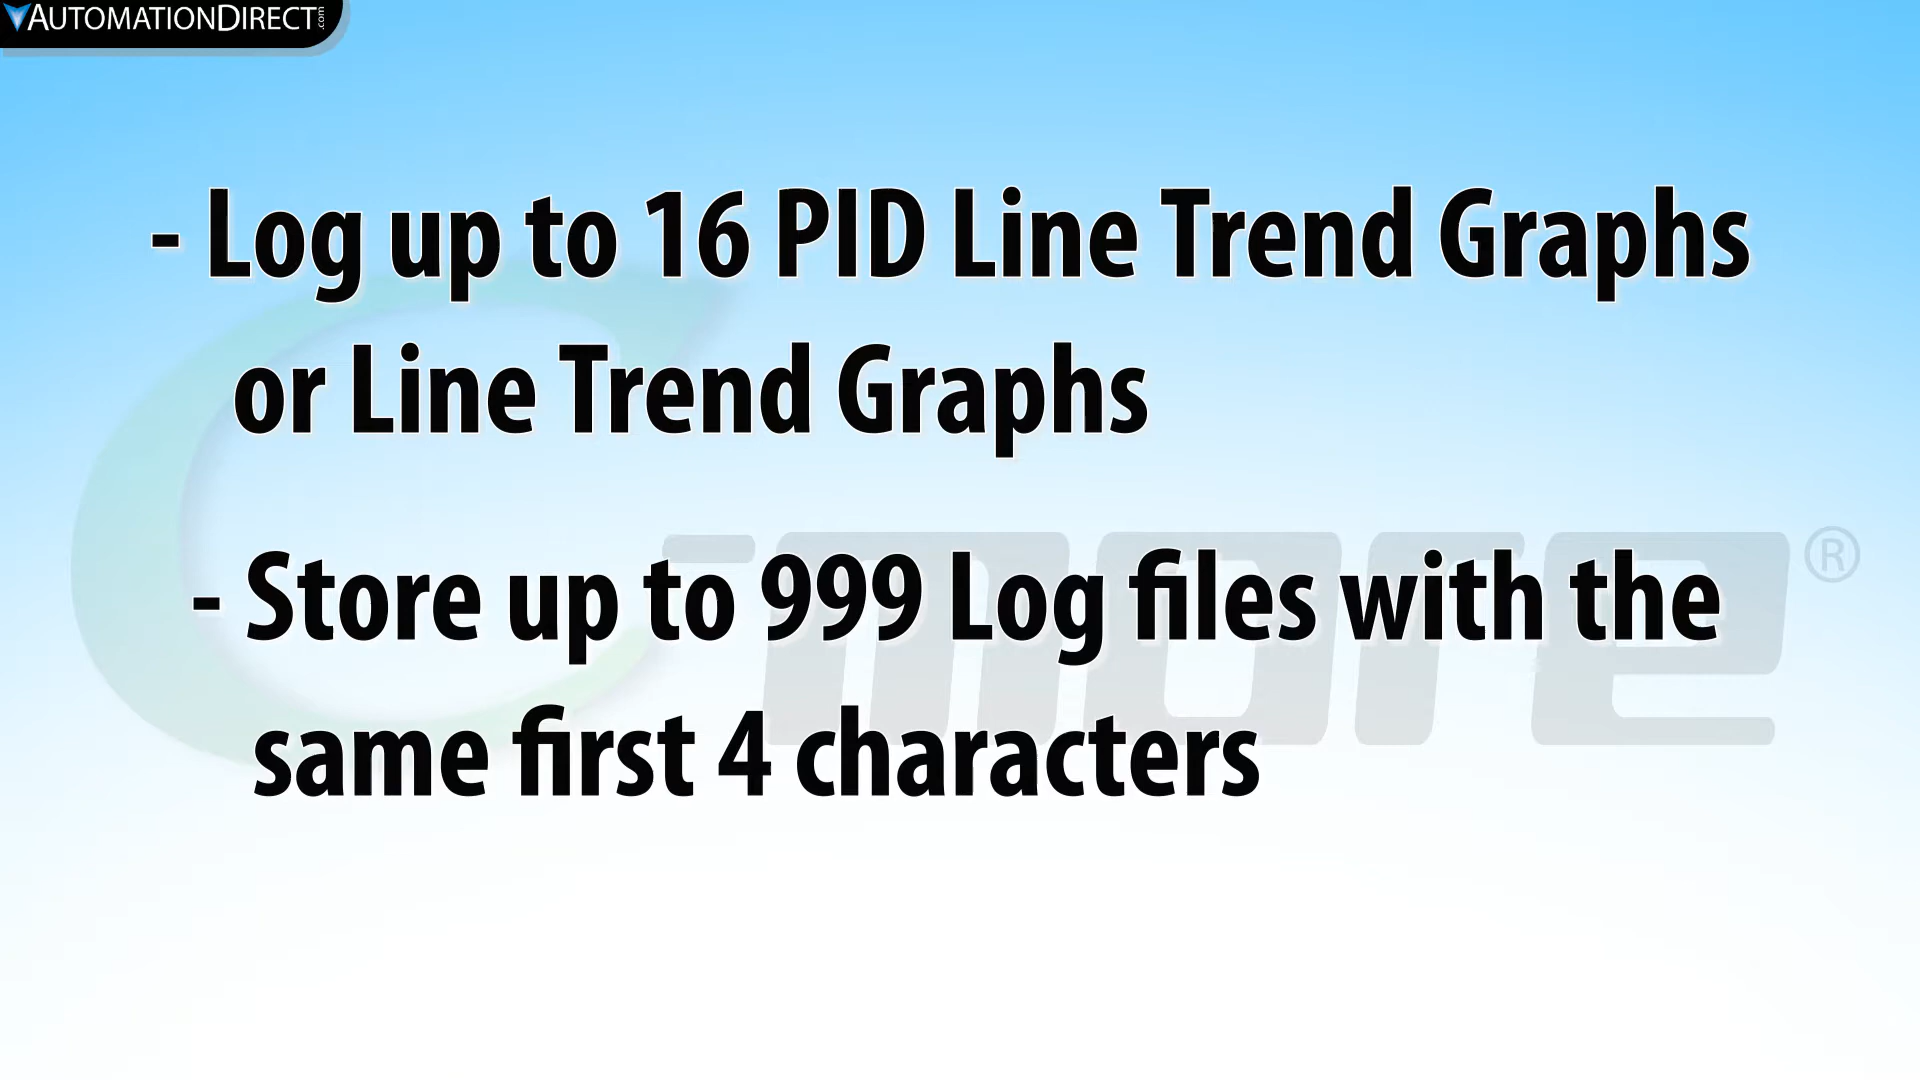 AUTOMATIONDIRECT.com
- Log up to 16 PID Line Trend Graphs
or Line Trend Graphs
- Store up to 999 Log files with the
same first 4 characters
C more ®